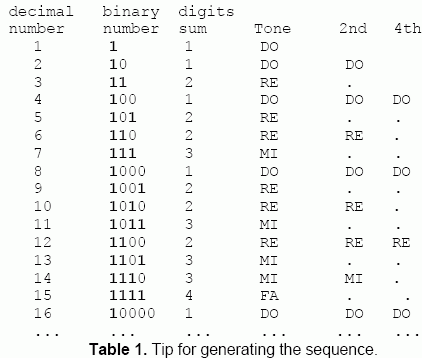 decimal binary digits
number number sum Tone 2nd 4th
1 1 1 DO
2 10 1 DO DO
3 11 2 RE .
4 100 1 DO DO DO
5 101 2 RE . .
6 110 2 RE RE .
7 111 3 MI . .
8 1000 1 DO DO DO
9 1001 2 RE . .
10 1010 2 RE RE .
11 1011 3 MI . .
12 1100 2 RE RE RE
13 1101 3 MI . .
14 1110 3 MI MI .
15 1111 4 FA . .
16 10000 1 DO DO DO
... ... ... ... ... ...
Table 1. Tip for generating the sequence.